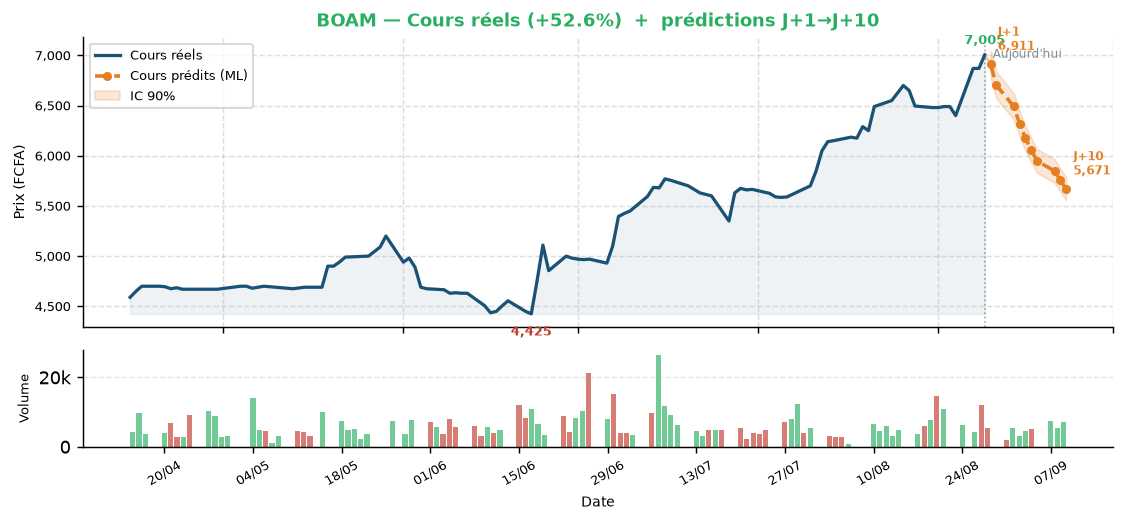 BOAM — Cours réels (+52.6%)  +  prédictions J+1→J+10
Cours réels
Cours prédits (ML)
IC 90%
7,005
J+1
6,911
Aujourd'hui
J+10
5,671
4,425
Prix (FCFA)
7,000
6,500
6,000
5,500
5,000
4,500
Volume
20k
0
20/04
04/05
18/05
01/06
15/06
29/06
13/07
27/07
10/08
24/08
07/09
Date